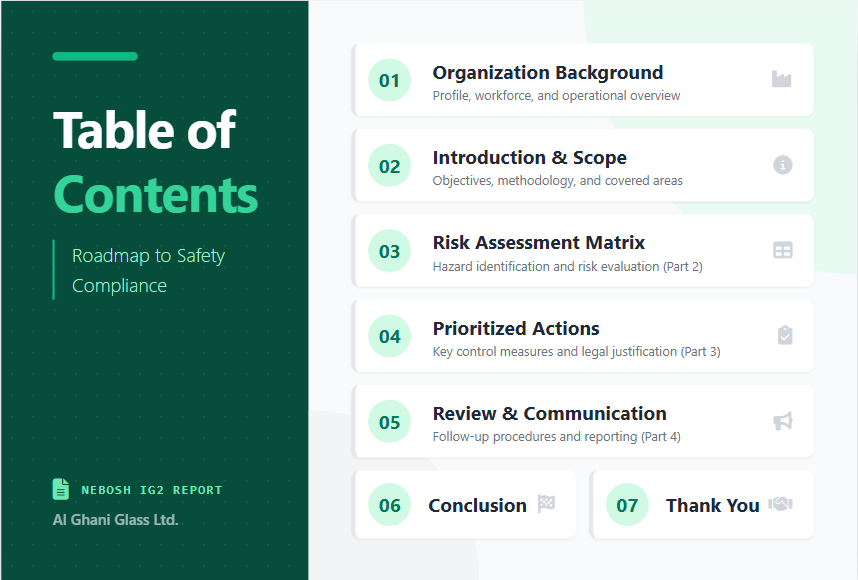 Table of
Contents
Roadmap to Safety
Compliance
NEBOSH IG2 REPORT
Al Ghani Glass Ltd.
01
Organization Background
Profile, workforce, and operational overview
02
Introduction & Scope
Objectives, methodology, and covered areas
03
Risk Assessment Matrix
Hazard identification and risk evaluation (Part 2)
04
Prioritized Actions
Key control measures and legal justification (Part 3)
05
Review & Communication
Follow-up procedures and reporting (Part 4)
06
Conclusion
07
Thank You